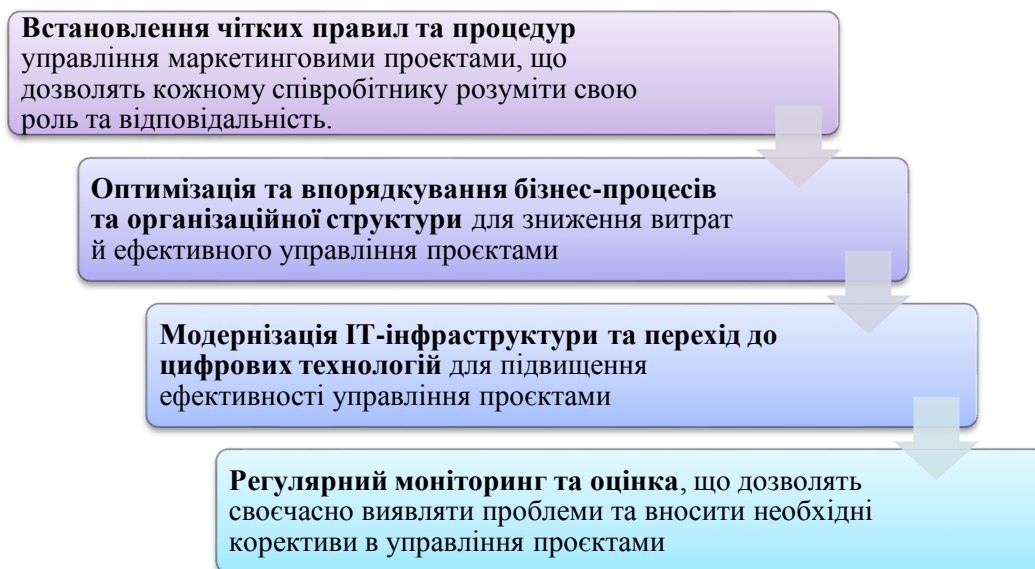 Встановлення чітких правил та процедур
управління маркетинговими проектами, що
дозволять кожному співробітнику розуміти свою
роль та відповідальність.
Оптимізація та впорядкування бізнес-процесів
та організаційної структури для зниження витрат
й ефективного управління проєктами
Модернізація ІТ-інфраструктури та перехід до
цифрових технологій для підвищення
ефективності управління проєктами
Регулярний моніторинг та оцінка, що дозволять
своєчасно виявляти проблеми та вносити необхідні
корективи в управління проєктами